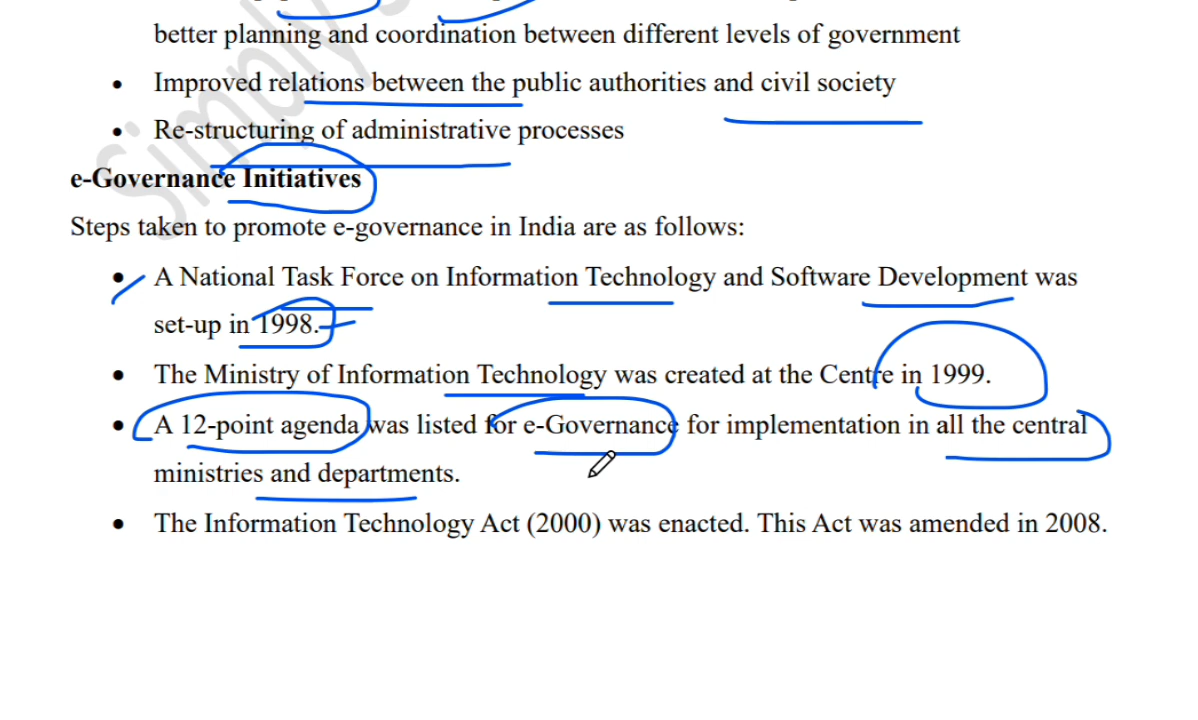 better planning and coordination between different levels of government
• Improved relations between the public authorities and civil society
• Re-structuring of administrative processes
e-Governance Initiatives
Steps taken to promote e-governance in India are as follows:
• A National Task Force on Information Technology and Software Development was
set-up in 1998.
• The Ministry of Information Technology was created at the Centre in 1999.
• A 12-point agenda was listed for e-Governance for implementation in all the central
ministries and departments.
• The Information Technology Act (2000) was enacted. This Act was amended in 2008.
Simply